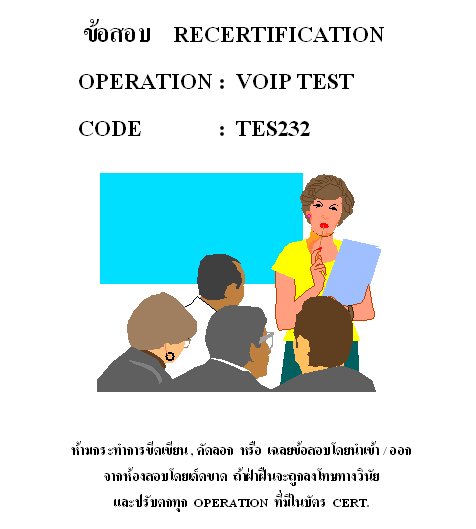 ข้อสอบ RECERTIFICATION
OPERATION : VOIP TEST
CODE : TES232
ห้ามกระทำการขีดเขียน , คัดลอก หรือ เฉลยข้อสอบโดยนำเข้า / ออก
จากห้องสอบโดยเด็ดขาด ถ้าฝ่าฝืนจะถูกลงโทษทางวินัย
และปรับตกทุก OPERATION ที่มีในบัตร CERT.